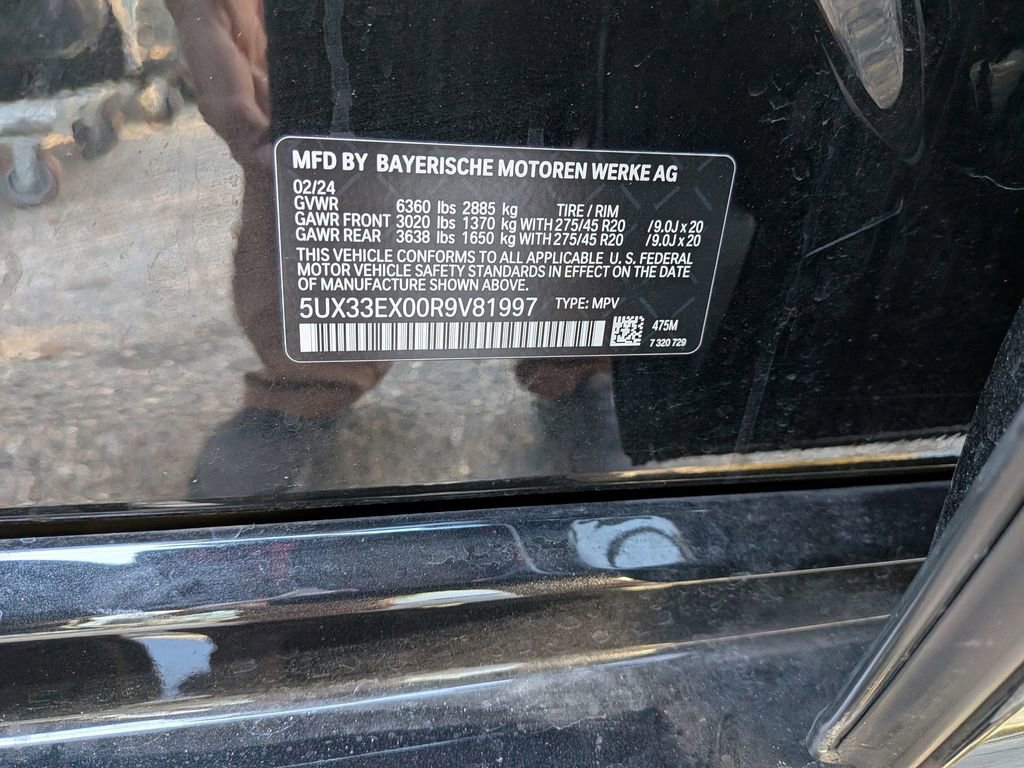 MFD BY BAYERISCHE MOTOREN WERKE AG
02/24
GVWR 6360 lbs 2885 kg TIRE / RIM
GAWR FRONT 3020 lbs 1370 kg WITH 275/45 R20 /9.0J x 20
GAWR REAR 3638 lbs 1650 kg WITH 275/45 R20 /9.0J x 20
THIS VEHICLE CONFORMS TO ALL APPLICABLE U. S. FEDERAL
MOTOR VEHICLE SAFETY STANDARDS IN EFFECT ON THE DATE
OF MANUFACTURE SHOWN ABOVE.
5UX33EX00R9V81997 TYPE: MPV
475M
7 320 729